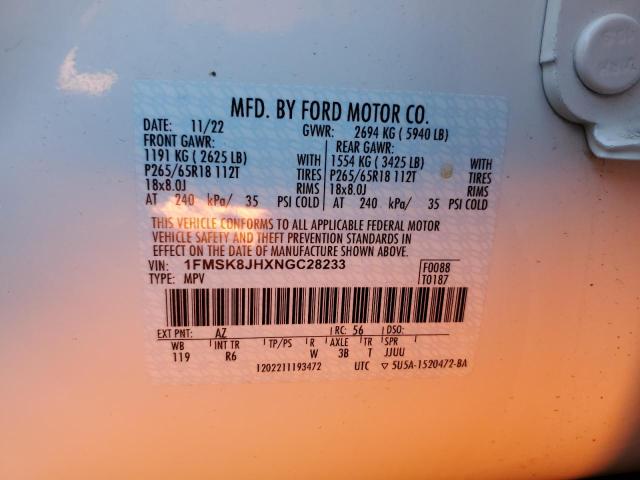 MFD. BY FORD MOTOR CO.
DATE: 11/22 GVWR: 2694 KG ( 5940 LB)
FRONT GAWR: REAR GAWR:
1191 KG ( 2625 LB) 1554 KG ( 3425 LB)
P265/65R18 112T TIRES P265/65R18 112T TIRES
18x8.0J RIMS 18x8.0J RIMS
AT 240 kPa/ 35 PSI COLD AT 240 kPa/ 35 PSI COLD
THIS VEHICLE CONFORMS TO ALL APPLICABLE FEDERAL MOTOR
VEHICLE SAFETY AND THEFT PREVENTION STANDARDS IN
EFFECT ON THE DATE OF MANUFACTURE SHOWN ABOVE.
VIN: 1FMSK8JHXNGC28233 F0088
TYPE: MPV T0187
EXT PNT: AZ RC: 56 DSO:
WB INT TR TP/PS R AXLE TR SPR
119 R6 W 3B T JJUU
1202211193472 UTC ▽ 5U5A-1520472-BA